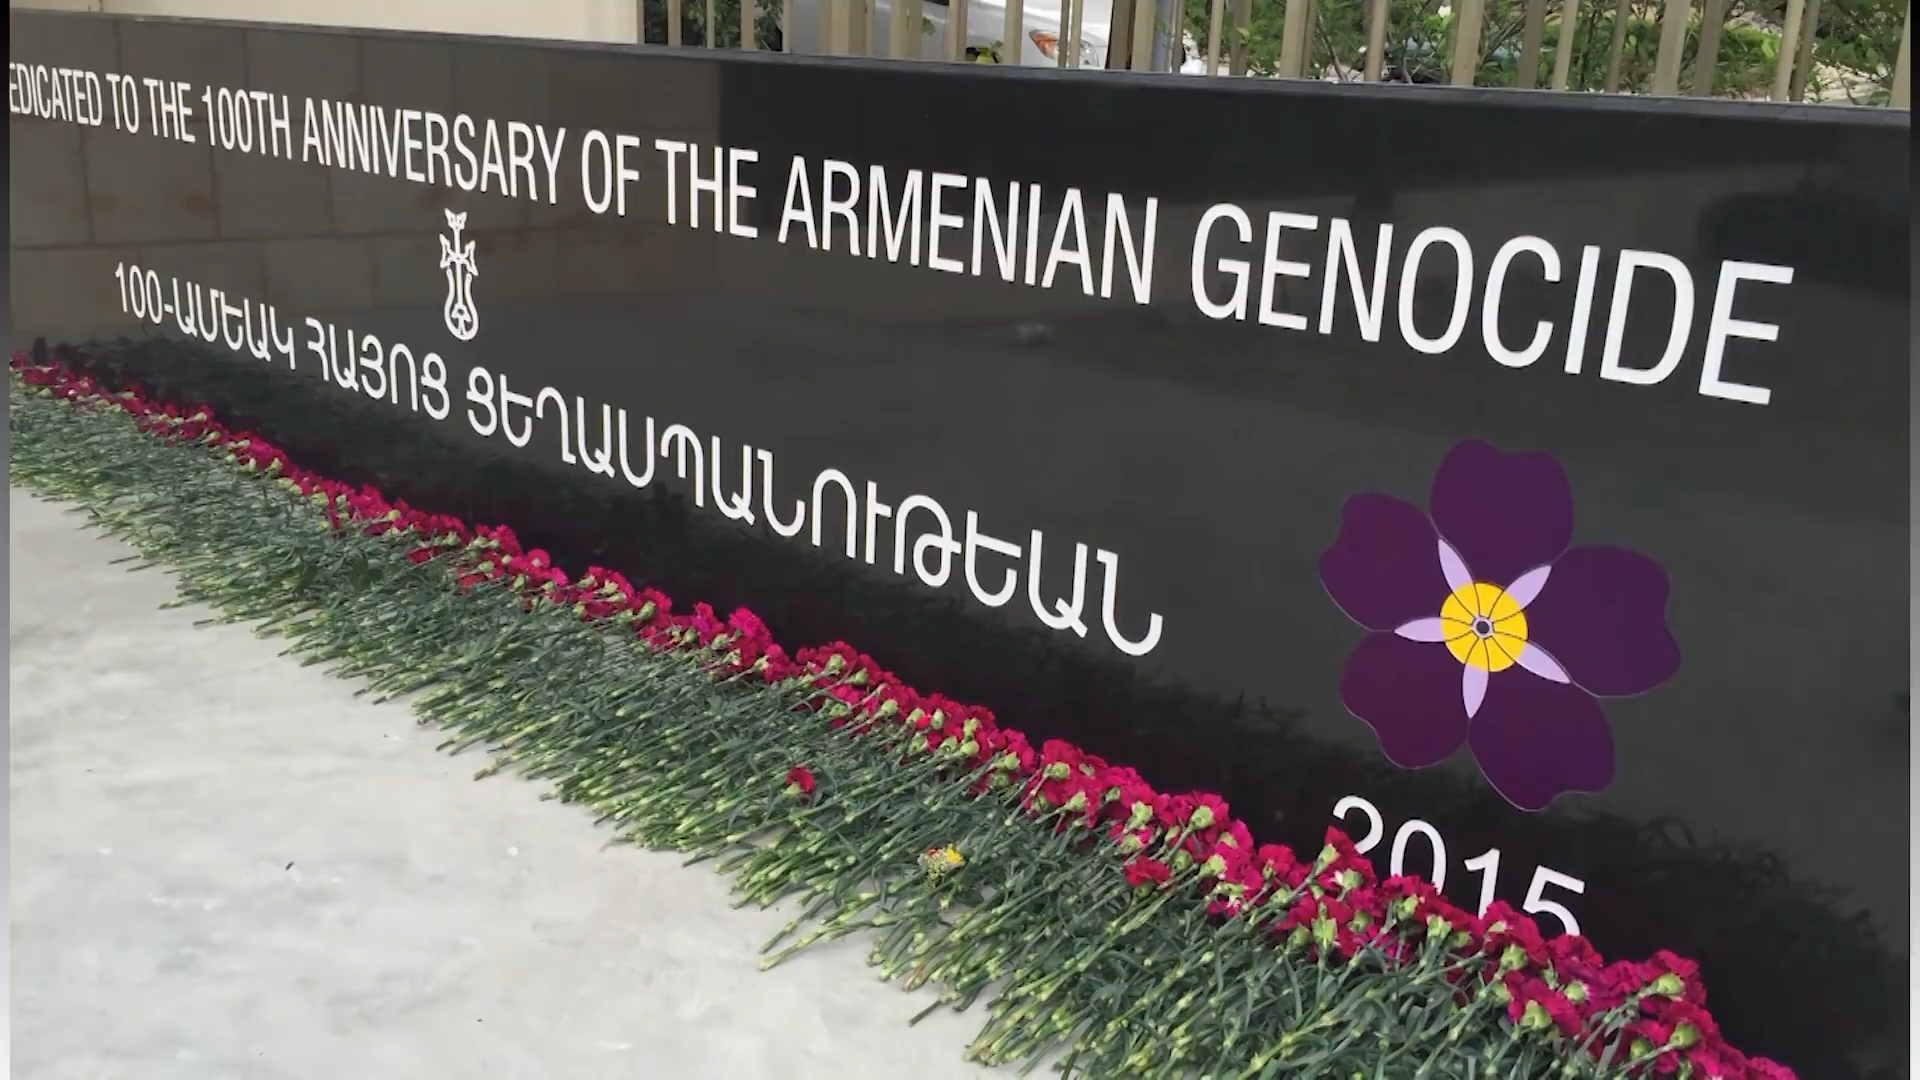 EDICATED TO THE 100TH ANNIVERSARY OF THE ARMENIAN GENOCIDE
100-ԱՄԵԱԿ ՀԱՅՈՑ ՑԵՂԱՍՊԱՆՈՒԹԵԱՆ
2015